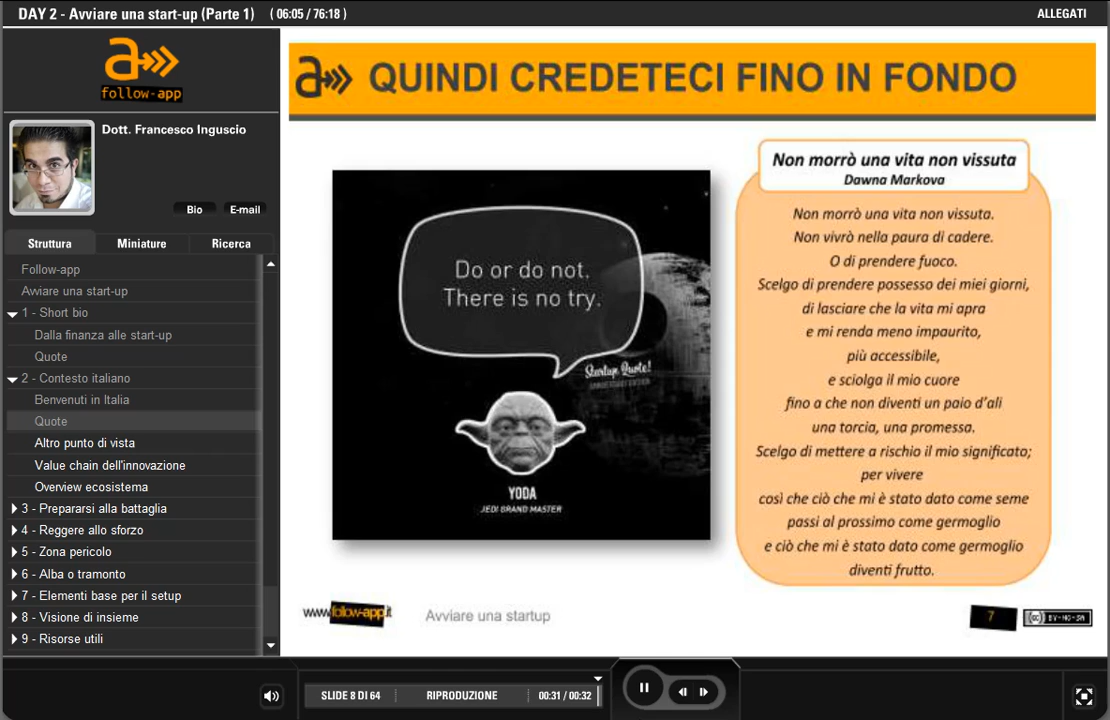 DAY 2 - Avviare una start-up (Parte 1) ( 06:05 / 76:18 )
ALLEGATI
a
follow-app
Dott. Francesco Inguscio
Bio
E-mail
Struttura
Miniature
Ricerca
Follow-app
Avviare una start-up
1 - Short bio
Dalla finanza alle start-up
Quote
2 - Contesto italiano
Benvenuti in Italia
Quote
Altro punto di vista
Value chain dell'innovazione
Overview ecosistema
3 - Prepararsi alla battaglia
4 - Reggere allo sforzo
5 - Zona pericolo
6 - Alba o tramonto
7 - Elementi base per il setup
8 - Visione di insieme
9 - Risorse utili
a QUINDI CREDETECI FINO IN FONDO
Do or do not.
There is no try.
Startup Quote!
ANNIVERSARY EDITION
YODA
JEDI GRAND MASTER
Non morrò una vita non vissuta
Dawna Markova
Non morrò una vita non vissuta.
Non vivrò nella paura di cadere.
O di prendere fuoco.
Scelgo di prendere possesso dei miei giorni,
di lasciare che la vita mi apra
e mi renda meno impaurito,
più accessibile,
e sciolga il mio cuore
fino a che non diventi un paio d'ali
una torcia, una promessa.
Scelgo di mettere a rischio il mio significato;
per vivere
così che ciò che mi è stato dato come seme
passi al prossimo come germoglio
e ciò che mi è stato dato come germoglio
diventi frutto.
www.follow-app.it
Avviare una startup
7
(cc) BY-NC-SA
SLIDE 8 DI 64
RIPRODUZIONE
00:31 / 00:32